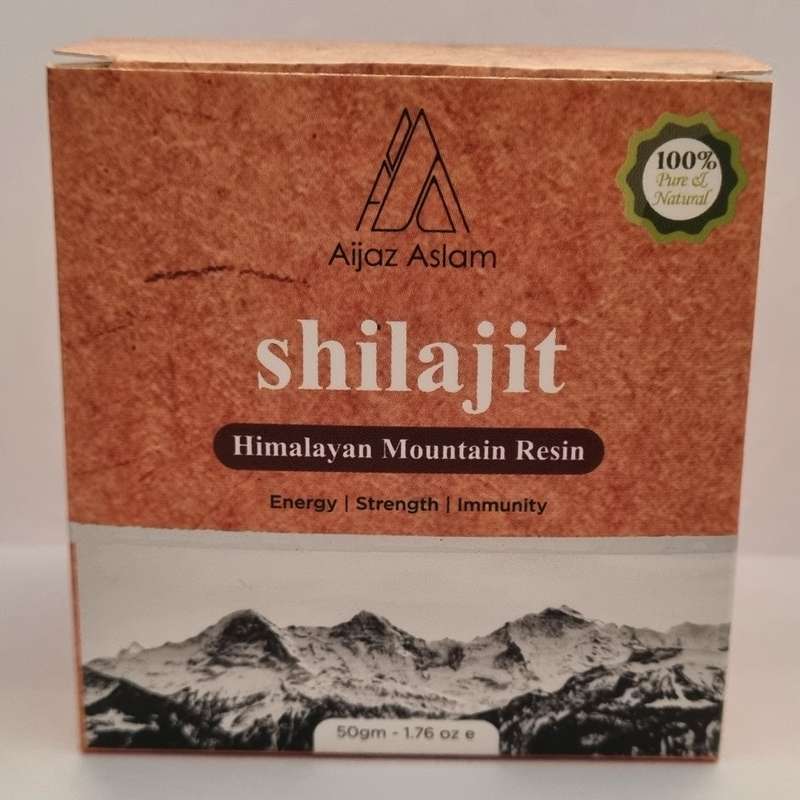 Aijaz Aslam
100%
Pure &
Natural
shilajit
Himalayan Mountain Resin
Energy | Strength | Immunity
50gm - 1.76 oz e